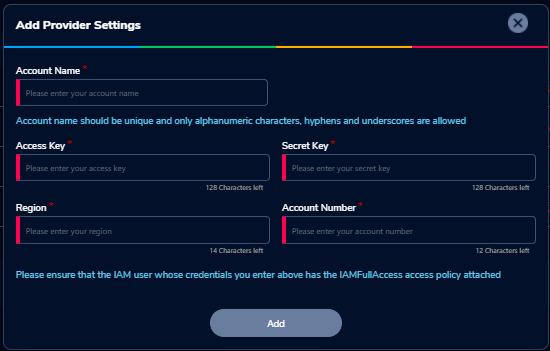 Add Provider Settings
Account Name *
Please enter your account name
Account name should be unique and only alphanumeric characters, hyphens and underscores are allowed
Access Key * Secret Key *
Please enter your access key Please enter your secret key
128 Characters left 128 Characters left
Region * Account Number *
Please enter your region Please enter your account number
14 Characters left 12 Characters left
Please ensure that the IAM user whose credentials you enter above has the IAMFullAccess access policy attached
Add